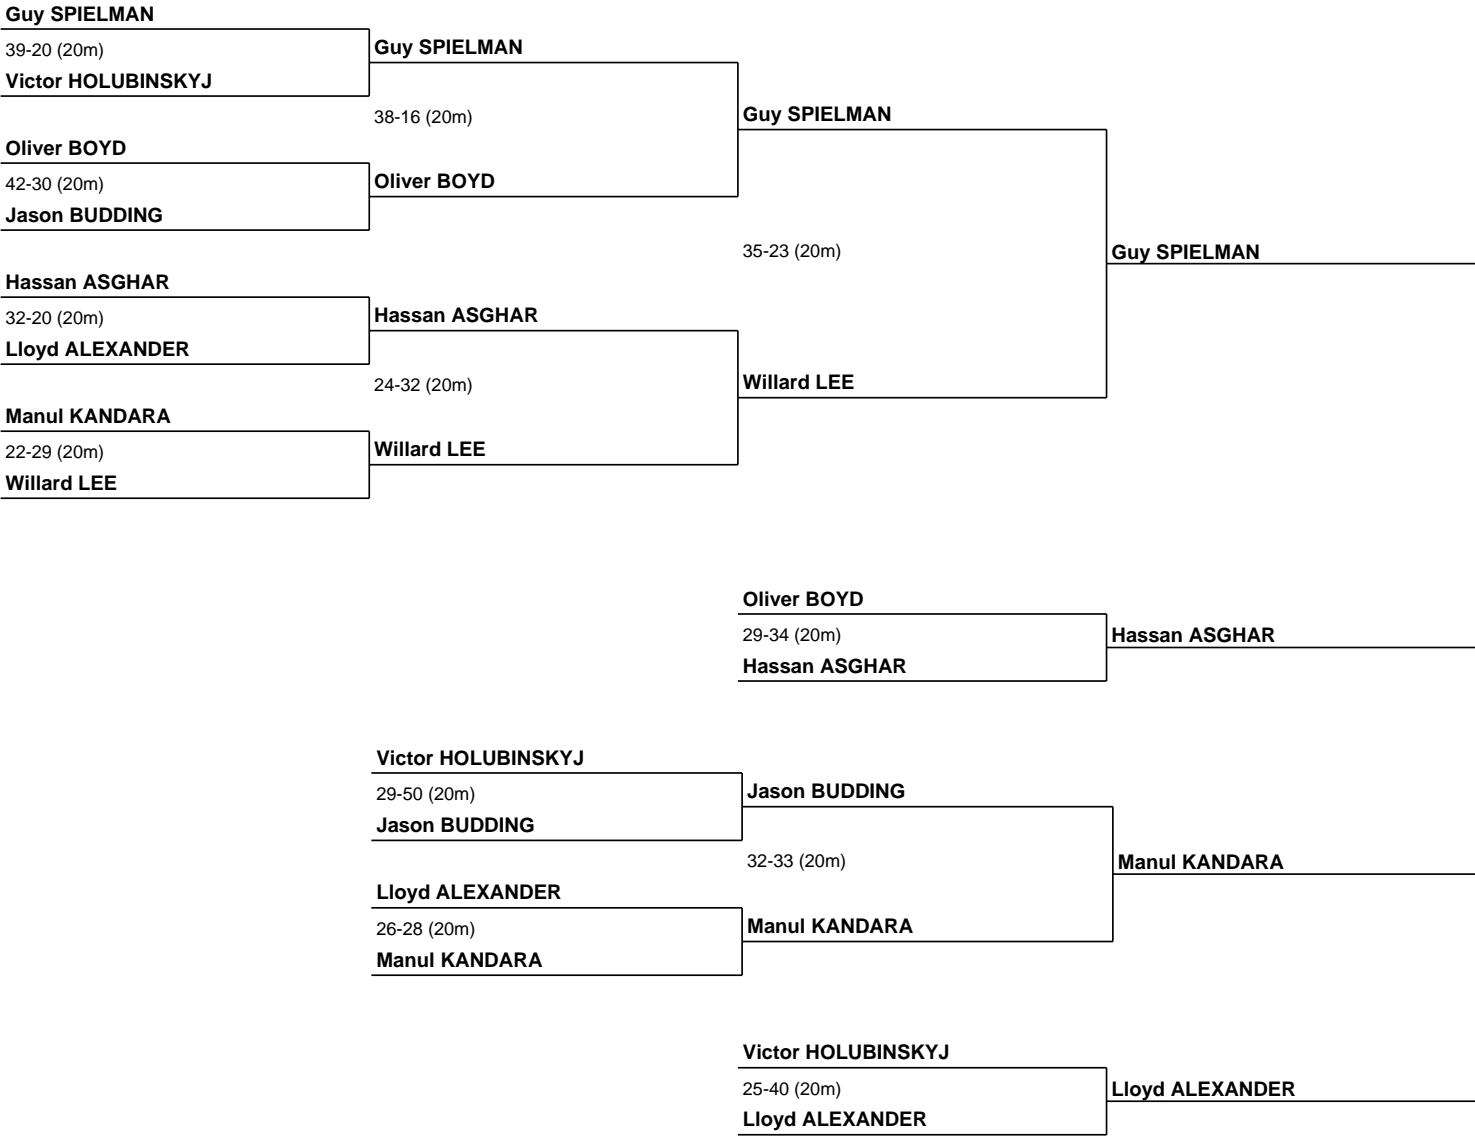 Guy SPIELMAN
39-20 (20m)
Victor HOLUBINSKYJ
Guy SPIELMAN
38-16 (20m)
Oliver BOYD
42-30 (20m)
Jason BUDDING
Oliver BOYD
Guy SPIELMAN
35-23 (20m)
Guy SPIELMAN
Hassan ASGHAR
32-20 (20m)
Lloyd ALEXANDER
Hassan ASGHAR
24-32 (20m)
Willard LEE
Manul KANDARA
22-29 (20m)
Willard LEE
Willard LEE
Oliver BOYD
29-34 (20m)
Hassan ASGHAR
Hassan ASGHAR
Victor HOLUBINSKYJ
29-50 (20m)
Jason BUDDING
Jason BUDDING
32-33 (20m)
Manul KANDARA
Lloyd ALEXANDER
26-28 (20m)
Manul KANDARA
Manul KANDARA
Victor HOLUBINSKYJ
25-40 (20m)
Lloyd ALEXANDER
Lloyd ALEXANDER